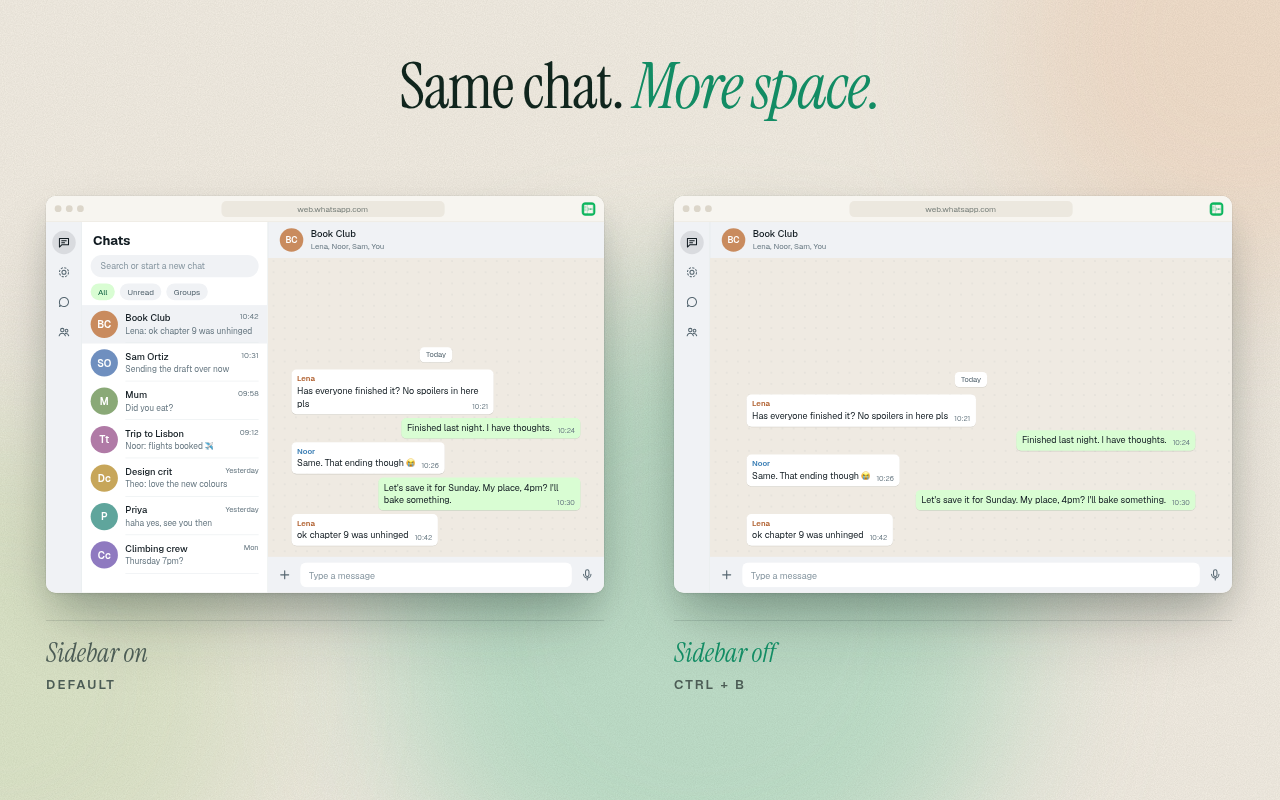 Same chat. More space.
web.whatsapp.com
Chats
Search or start a new chat
All Unread Groups
BC Book Club 10:42
Lena: ok chapter 9 was unhinged
SO Sam Ortiz 10:31
Sending the draft over now
M Mum 09:58
Did you eat?
Tt Trip to Lisbon 09:12
Noor: flights booked ✈️
Dc Design crit Yesterday
Theo: love the new colours
P Priya Yesterday
haha yes, see you then
Cc Climbing crew Mon
Thursday 7pm?
BC Book Club
Lena, Noor, Sam, You
Today
Lena
Has everyone finished it? No spoilers in here
pls 10:21
Finished last night. I have thoughts. 10:24
Noor
Same. That ending though 😭 10:26
Let's save it for Sunday. My place, 4pm? I'll
bake something. 10:30
Lena
ok chapter 9 was unhinged 10:42
Type a message
Sidebar on
DEFAULT
web.whatsapp.com
BC Book Club
Lena, Noor, Sam, You
Today
Lena
Has everyone finished it? No spoilers in here pls 10:21
Finished last night. I have thoughts. 10:24
Noor
Same. That ending though 😭 10:26
Let's save it for Sunday. My place, 4pm? I'll bake something. 10:30
Lena
ok chapter 9 was unhinged 10:42
Type a message
Sidebar off
CTRL + B